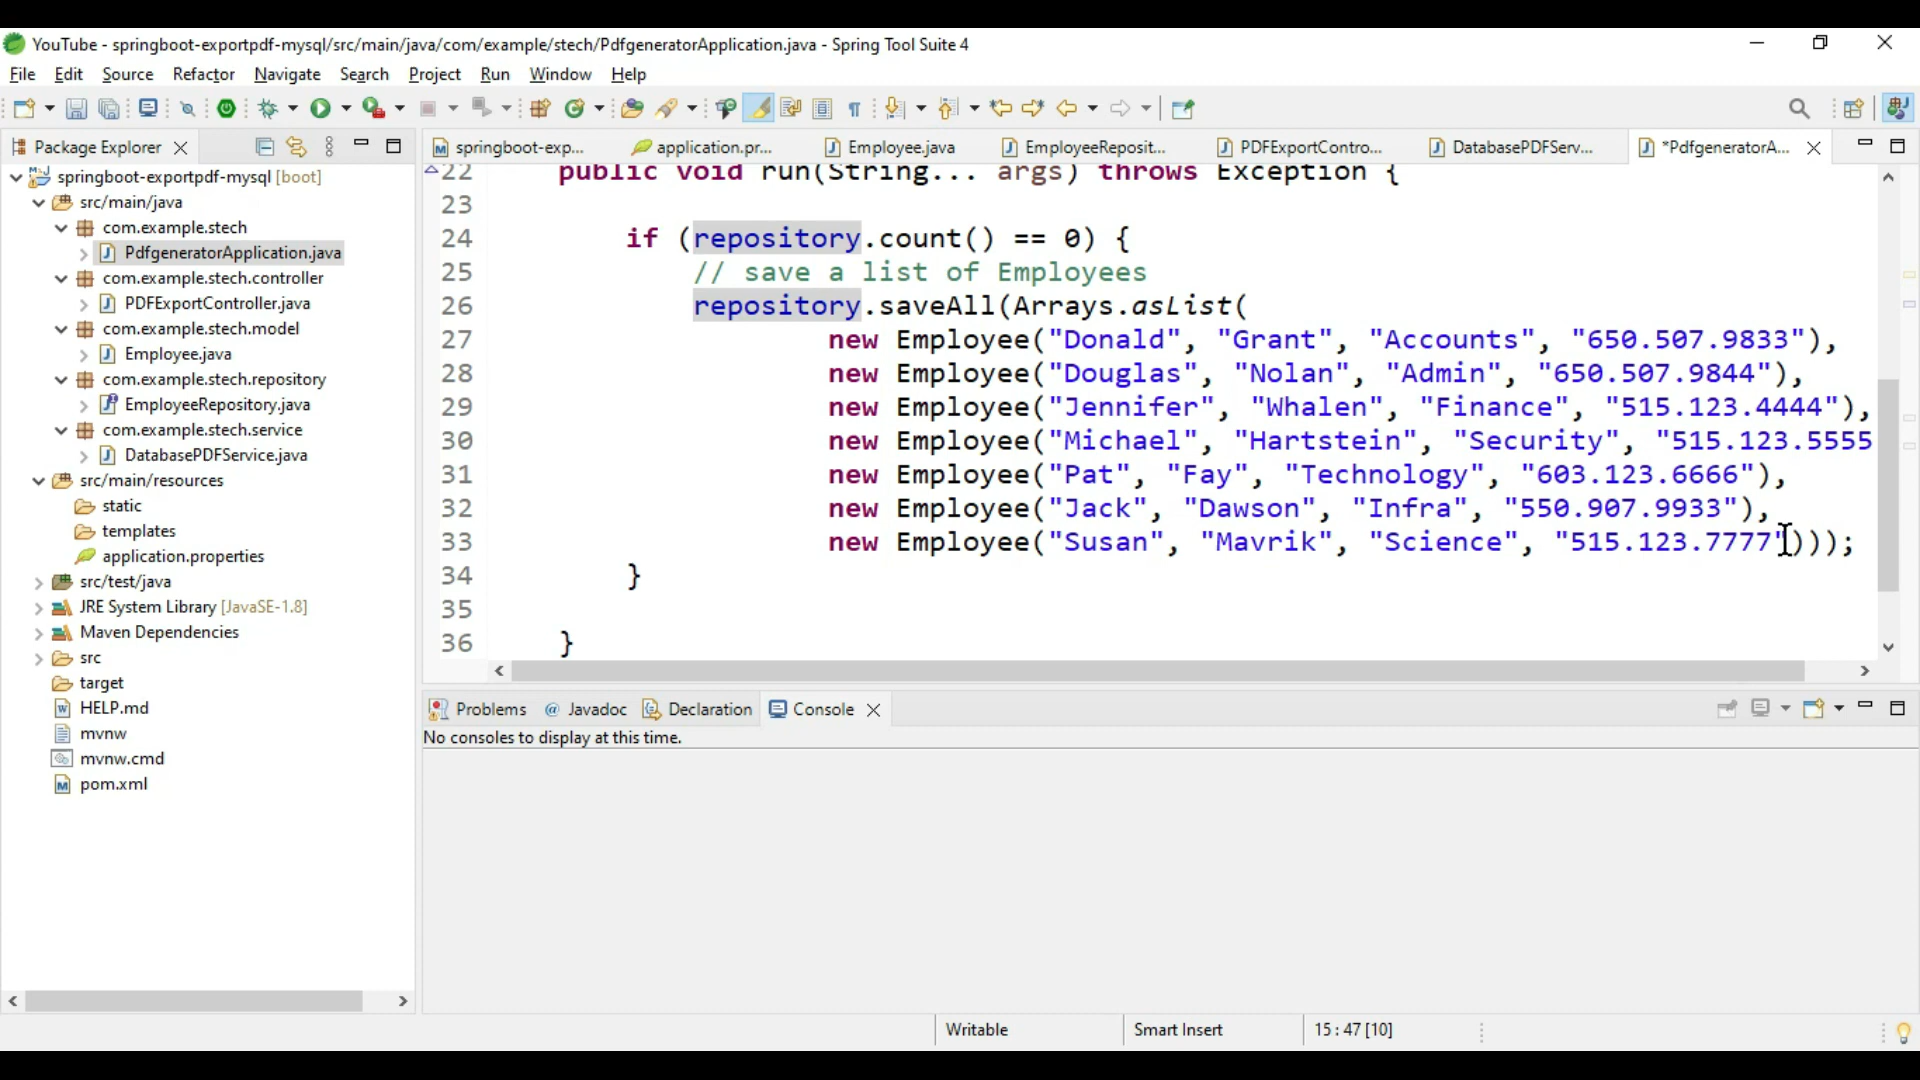 YouTube - springboot-exportpdf-mysql/src/main/java/com/example/stech/PdfgeneratorApplication.java - Spring Tool Suite 4
File Edit Source Refactor Navigate Search Project Run Window Help
Package Explorer
springboot-exp... application.pr... Employee.java EmployeeReposit... PDFExportContro... DatabasePDFServ... *PdfgeneratorA...
springboot-exportpdf-mysql [boot]
src/main/java
com.example.stech
PdfgeneratorApplication.java
com.example.stech.controller
PDFExportController.java
com.example.stech.model
Employee.java
com.example.stech.repository
EmployeeRepository.java
com.example.stech.service
DatabasePDFService.java
src/main/resources
static
templates
application.properties
src/test/java
JRE System Library [JavaSE-1.8]
Maven Dependencies
src
target
HELP.md
mvnw
mvnw.cmd
pom.xml
22 public void run(String... args) throws Exception {
23
24 if (repository.count() == 0) {
25 // save a list of Employees
26 repository.saveAll(Arrays.asList(
27 new Employee("Donald", "Grant", "Accounts", "650.507.9833"),
28 new Employee("Douglas", "Nolan", "Admin", "650.507.9844"),
29 new Employee("Jennifer", "Whalen", "Finance", "515.123.4444"),
30 new Employee("Michael", "Hartstein", "Security", "515.123.5555
31 new Employee("Pat", "Fay", "Technology", "603.123.6666"),
32 new Employee("Jack", "Dawson", "Infra", "550.907.9933"),
33 new Employee("Susan", "Mavrik", "Science", "515.123.7777")));
34 }
35
36 }
Problems @ Javadoc Declaration Console
No consoles to display at this time.
Writable Smart Insert 15 : 47 [10]